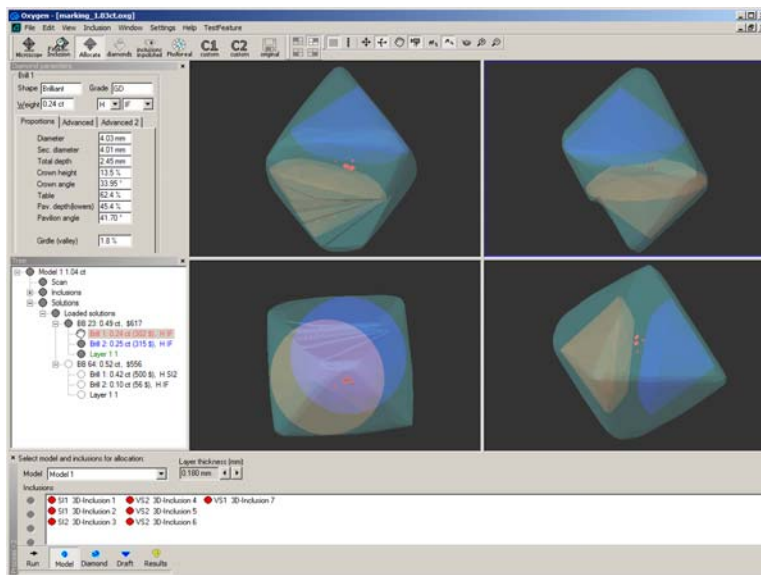 Oxygen - [marking_1.03ct.oxg]
File Edit View Inclusion Window Settings Help TestFeature
Microscope Inclusion Allocate diamonds inclusions inputted Photoreal C1 custom C2 custom original
Diamond parameters
Brill 1
Shape Brilliant Grade GD
Weight 0.24 ct H IF
Proportions Advanced Advanced 2
Diameter 4.03 mm
Sec. diameter 4.01 mm
Total depth 2.45 mm
Crown height 13.5 %
Crown angle 33.95 °
Table 62.4 %
Pav. depth(lowers) 45.4 %
Pavilion angle 41.70 °
Girdle (valley) 1.8 %
Tree
Model 1 1.04 ct
Scan
Inclusions
Solutions
Loaded solutions
BB 23: 0.49 ct, $617
Brill 1: 0.24 ct (302 $), H IF
Brill 2: 0.25 ct (315 $), H IF
Layer 1 1
BB 64: 0.52 ct, $556
Brill 1: 0.42 ct (500 $), H SI2
Brill 2: 0.10 ct (56 $), H IF
Layer 1 1
Select model and inclusions for allocation:
Model Model 1
Layer thickness (mm)
0.180 mm
Inclusions
SI1 3D-Inclusion 1 VS2 3D-Inclusion 4 VS1 3D-Inclusion 7
SI1 3D-Inclusion 2 VS2 3D-Inclusion 5
SI2 3D-Inclusion 3 VS2 3D-Inclusion 6
Run Model Diamond Draft Results